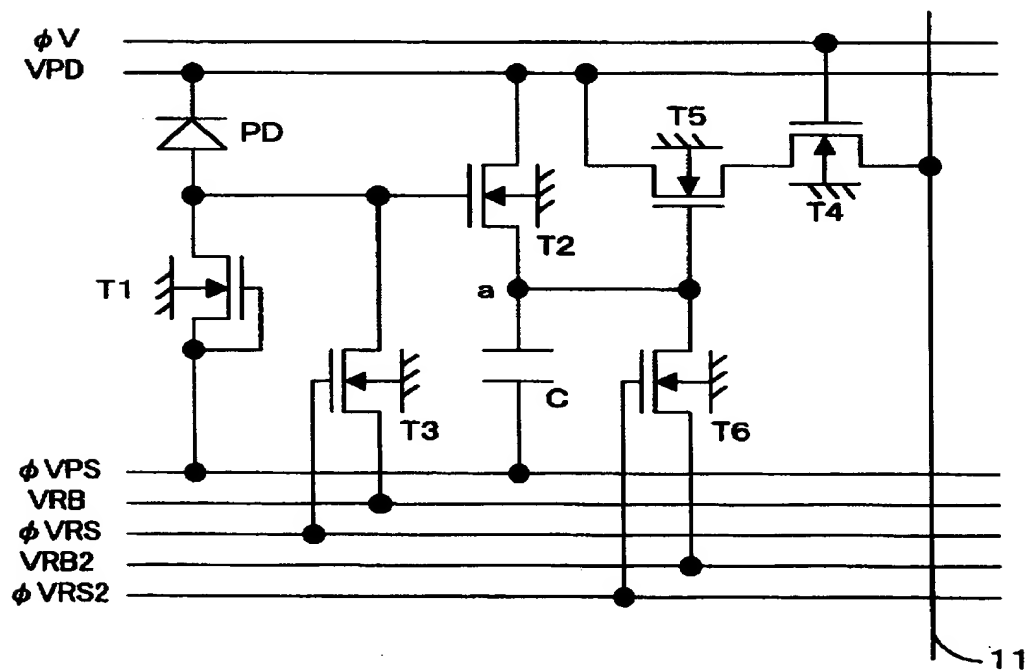 ϕV
VPD
T5
PD
T4
T2
T1
a
C
T3
T6
ϕVPS
VRB
ϕVRS
VRB2
ϕVRS2
11